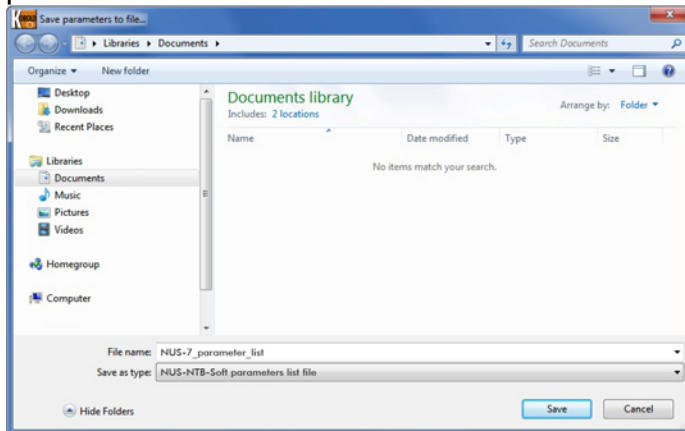 KOBOLD Save parameters to file...
Libraries Documents
Search Documents
Organize New folder
Desktop
Downloads
Recent Places
Libraries
Documents
Music
Pictures
Videos
Homegroup
Computer
Documents library
Includes: 2 locations
Arrange by: Folder
Name Date modified Type Size
No items match your search.
File name: NUS-7_parameter_list
Save as type: NUS-NTB-Soft parameters list file
Hide Folders
Save Cancel